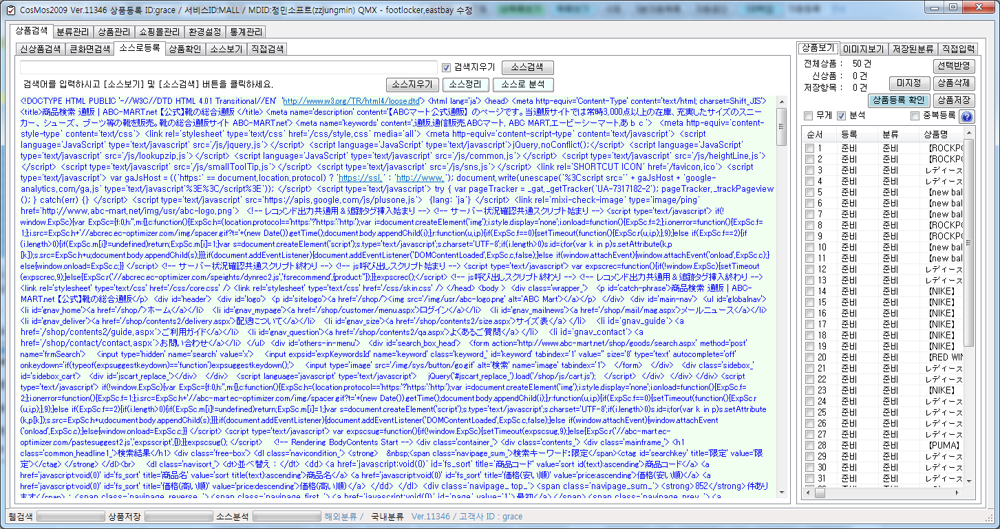 CosMos2009 Ver.11346 상품등록 ID:grace / 서비스ID:MALL / MDID:정민소프트(zzjungmin) QMX - footlocker,eastbay 수정
상품검색 분류관리 상품관리 쇼핑몰관리 환경설정 통계관리
신상품검색 큰화면검색 소스로등록 상품확인 소스보기 직접검색
검색지우기 소스검색
검색어를 입력하시고 [소스보기] 및 [소스검색] 버튼을 클릭하세요.
소스지우기 소스정리 소스로 분석
<!DOCTYPE HTML PUBLIC '-//W3C//DTD HTML 4.01 Transitional//EN' 'http://www.w3.org/TR/html4/loose.dtd'> <html lang='ja'> <head> <meta http-equiv='Content-Type' content='text/html; charset=Shift_JIS'>
<title>商品検索 通販 | ABC-MART.net 【公式】靴の総合通販 </title> <meta name='description' content='【ABCマート公式通販】 のページです。当通販サイトでは常時3,000点以上の在庫、充実したサイズのスニー
カー、シューズ、ブーツ等の靴を販売。靴の総合通販サイト ABC-MART.net'> <meta name='keywords' content=',通販,通信販売,ABCマート, ABC MART,エービーシーマート,あｂｃ'> <meta http-equiv='content-
style-type' content='text/css'> <link rel='stylesheet' type='text/css' href='/css/style.css' media='all'> <meta http-equiv='content-script-type' content='text/javascript'> <script
language='JavaScript' type='text/javascript' src='/js/jquery.js'></script> <script language='JavaScript' type='text/javascript'>jQuery.noConflict();</script> <script language='JavaScript'
type='text/javascript' src='/js/lookupzip.js'></script> <script language='JavaScript' type='text/javascript' src='/js/common.js'></script> <script type='text/javascript' src='/js/heightLine.js'>
</script> <script type='text/javascript' src='/js/smallToolTip.js'></script> <script type='text/javascript' src='/js/sns.js'></script> <link rel='SHORTCUT ICON' href='/favicon.ico'> <script
type='text/javascript'> var gaJsHost = (('https:' == document.location.protocol) ? 'https://ssl.' : 'http://www.'); document.write(unescape('%3Cscript src='' + gaJsHost + 'google-
analytics.com/ga.js' type='text/javascript'%3E%3C/script%3E')); </script> <script type='text/javascript'> try { var pageTracker = _gat._getTracker('UA-7317182-2'); pageTracker._trackPageview
(); } catch(err) {} </script> <script type='text/javascript' src='https://apis.google.com/js/plusone.js'> {lang: 'ja'} </script> <link rel='mixi-check-image' type='image/ping'
href='http://www.abc-mart.net/img/usr/abc-logo.png'> <!-- レコメンド出力共通用＆追跡タグ挿入始まり --> <!-- サーバー状況確認共通スクリプト始まり --> <script type='text/javascript'> if(!
window.ExpSc){var ExpSc={f:0,h:'',m:{},c:function(){ExpSc.h=(location.protocol=='https:'?'https:':'http:');var i=document.createElement('img');i.style.display='none';i.onload=function(){ExpSc.f=2;};i.onerror=function(){ExpSc.f=
1;};i.src=ExpSc.h+'//abcrec.ec-optimizer.com/img/spacer.gif?t='+(new Date()).getTime();document.body.appendChild(i);},r:function(u,i,p){if(ExpSc.f==0){setTimeout(function(){ExpSc.r(u,i,p);},9);}else if(ExpSc.f==2){if
(i.length>0){if(ExpSc.m[i]!=undefined)return;ExpSc.m[i]=1;}var s=document.createElement('script');s.type='text/javascript';s.charset='UTF-8';if(i.length>0)s.id=i;for(var k in p)s.setAttribute(k,p
[k]);s.src=ExpSc.h+u;document.body.appendChild(s);}}};if(document.addEventListener){document.addEventListener('DOMContentLoaded',ExpSc.c,false);}else if(window.attachEvent){window.attachEvent('onload',ExpSc.c);}
else{window.onload=ExpSc.c;}} </script> <!-- サーバー状況確認共通スクリプト終わり --> <!-- js呼び出しスクリプト始まり --> <script type='text/javascript'> var expscrec=function(){if(!window.ExpSc){setTimeout
(expscrec,9);}else{ExpSc.r('//abcrec.ec-optimizer.com/speights/dynrec2.js','fsrecommend',{product:''});}};expscrec();</script> <!-- js呼び出しスクリプト終わり --> <!-- レコメンド出力共通用＆追跡タグ挿入終わり -->
<link rel='stylesheet' type='text/css' href='/css/core.css' /> <link rel='stylesheet' type='text/css' href='/css/skin.css' /> </head> <body > <div class='wrapper_'> <p id='catch-phrase'>商品検索 通販 | ABC-
MART.net 【公式】靴の総合通販</p> <div id='header'> <div id='logo'> <p id='sitelogo'><a href='/shop/'><img src='/img/usr/abc-logo.png' alt='ABC Mart'></a></p> </div> <div id='main-nav'> <ul id='globalnav'>
<li id='gnav_home'><a href='/shop/'>ホーム</a></li> <li id='gnav_mypage'><a href='/shop/customer/menu.aspx'>ログイン</a></li> <li id='gnav_mailnews'><a href='/shop/mail/mag.aspx'>メールニュース</a></li>
<li id='gnav_deliver'><a href='/shop/contents2/delivery.aspx'>配送について</a></li> <li id='gnav_size'><a href='/shop/contents2/size.aspx'>サイズ表</a></li> <li id='gnav_guide'><a
href='/shop/contents2/guide.aspx'>ご利用ガイド</a></li> <li id='gnav_question'><a href='/shop/contents2/qa.aspx'>よくあるご質問</a></li> <li id='gnav_contact'><a
href='/shop/contact/contact.aspx'>お問い合わせ</a></li> </ul> <div id='others-in-menu'> <div id='search_box_head'> <form action='http://www.abc-mart.net/shop/goods/search.aspx' method='post'
name='frmSearch'> <input type='hidden' name='search' value='x'> <input expsid='expKeywordsId' name='keyword' class='keyword_' id='keyword' tabindex='1' value='' size='8' type='text' autocomplete='off'
onkeydown='if(typeof(expsuggestkeydown)=='function')expsuggestkeydown();'> <input type='image' src='/img/sys/button/go.gif' alt='検索' name='image' tabindex='1'> </form> </div> <div class='sidebox_'
id='sidebox_cart'> <div id='jscart_replace_'></div> </div> <script language='javascript' type='text/javascript'> jQuery('#jscart_replace_').load('/shop/js/cart.js'); </script> </div> </div> </div> <script
type='text/javascript'> if(!window.ExpSc){var ExpSc={f:0,h:'',m:{},c:function(){ExpSc.h=(location.protocol=='https:'?'https:':'http:');var i=document.createElement('img');i.style.display='none';i.onload=function(){ExpSc.f=
2;};i.onerror=function(){ExpSc.f=1;};i.src=ExpSc.h+'//abc-mart.ec-optimizer.com/img/spacer.gif?t='+(new Date()).getTime();document.body.appendChild(i);},r:function(u,i,p){if(ExpSc.f==0){setTimeout(function(){ExpSc.r
(u,i,p);},9);}else if(ExpSc.f==2){if(i.length>0){if(ExpSc.m[i]!=undefined)return;ExpSc.m[i]=1;}var s=document.createElement('script');s.type='text/javascript';s.charset='UTF-8';if(i.length>0)s.id=i;for(var k in p)s.setAttribute
(k,p[k]);s.src=ExpSc.h+u;document.body.appendChild(s);}}};if(document.addEventListener){document.addEventListener('DOMContentLoaded',ExpSc.c,false);}else if(window.attachEvent){window.attachEvent
('onload',ExpSc.c);}else{window.onload=ExpSc.c;}} </script> <script type='text/javascript'> var expscsug=function(){if(!window.ExpSc){setTimeout(expscsug,9);}else{ExpSc.r('//abc-mart.ec-
optimizer.com/pastesuggest2.js','expsscript',{});}};expscsug(); </script> <!-- Rendering BodyContents Start --> <div class='container_'> <div class='contents_'> <div class='mainframe_'> <h1
class='common_headline1_'>検索結果</h1> <div class='free-box'> <dl class='navicondition_'> <strong> &nbsp;<span class='navipage_sum_'>検索キーワード:限定</span><ctag id='searchkey' title='限定' value='限
定'></ctag> </strong> </dl><br> <dl class='navisort_'> <dt>並べ替え：</dt> <dd><a href='javascript:void(0)' id='fs_sort' title='商品コード' value='sort id(text):ascending'>商品コード</a> <a
href='javascript:void(0)' id='fs_sort' title='商品名' value='sort title(text):ascending'>商品名</a> <a href='javascript:void(0)' id='fs_sort' title='価格(安い順)' value='price:ascending'>価格(安い順)</a> <a
href='javascript:void(0)' id='fs_sort' title='価格(高い順)' value='price:descending'>価格(高い順)</a> </dd> </dl> <div class='navipage_ top_'> <span class='navipage_sum_'><strong>852</strong>件あり
ます</span>：<span class='navipage_reverse_'><span class='navipage_first_'><a href='javascript:void(0)' id='page' value='1'>最初</a></span><span class='navipage_prev_'><a
상품보기 이미지보기 저장된분류 직접입력
전체상품 : 50 건 선택반영
신상품 : 0 건
저장항목 : 0 건 미지정 상품삭제
상품등록 확인 상품저장
무게 분석 중복등록
순서 등록 분류 상품명
1 준비 준비 【ROCKPO
2 준비 준비 【ROCKPO
3 준비 준비 レディース
4 준비 준비 レディース
5 준비 준비 【new bal
6 준비 준비 【new bal
7 준비 준비 【new bal
8 준비 준비 【ROCKPO
9 준비 준비 【ROCKPO
10 준비 준비 【new bal
11 준비 준비 【new bal
12 준비 준비 レディース
13 준비 준비 レディース
14 준비 준비 【NIKE】
15 준비 준비 【NIKE】
16 준비 준비 【NIKE】
17 준비 준비 【NIKE】
18 준비 준비 【NIKE】
19 준비 준비 【NIKE】
20 준비 준비 【RED WIN
21 준비 준비 レディース
22 준비 준비 レディース
23 준비 준비 【NIKE】
24 준비 준비 レディース
25 준비 준비 レディース
26 준비 준비 レディース
27 준비 준비 レディース
28 준비 준비 【PUMA】
29 준비 준비 レディース
30 준비 준비 レディース
31 준비 준비 レディース
웹검색 상품저장 소스분석 해외분류 / 국내분류 Ver.11346 / 고객사 ID : grace